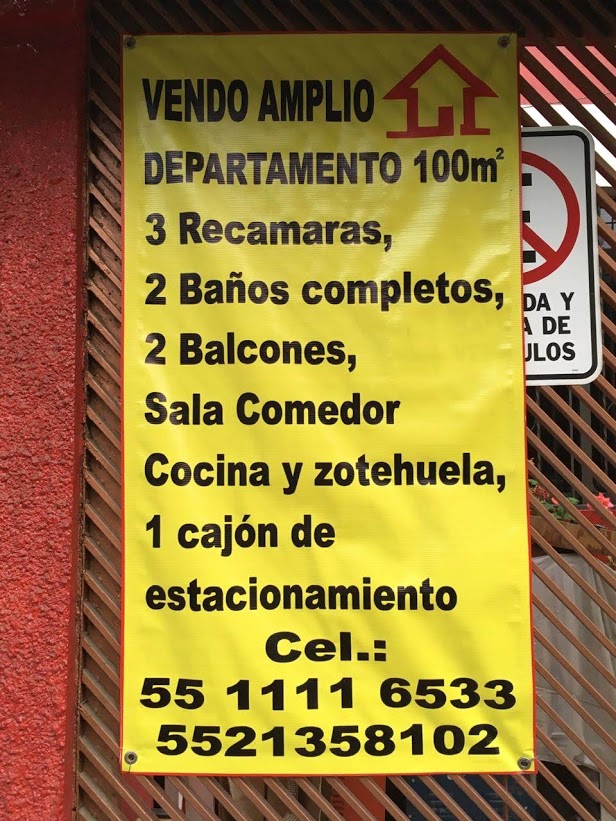 VENDO AMPLIO
DEPARTAMENTO 100m²
3 Recamaras,
2 Baños completos,
2 Balcones,
Sala Comedor
Cocina y zotehuela,
1 cajón de
estacionamiento
Cel.:
55 1111 6533
5521358102
DA Y
A DE
ULOS